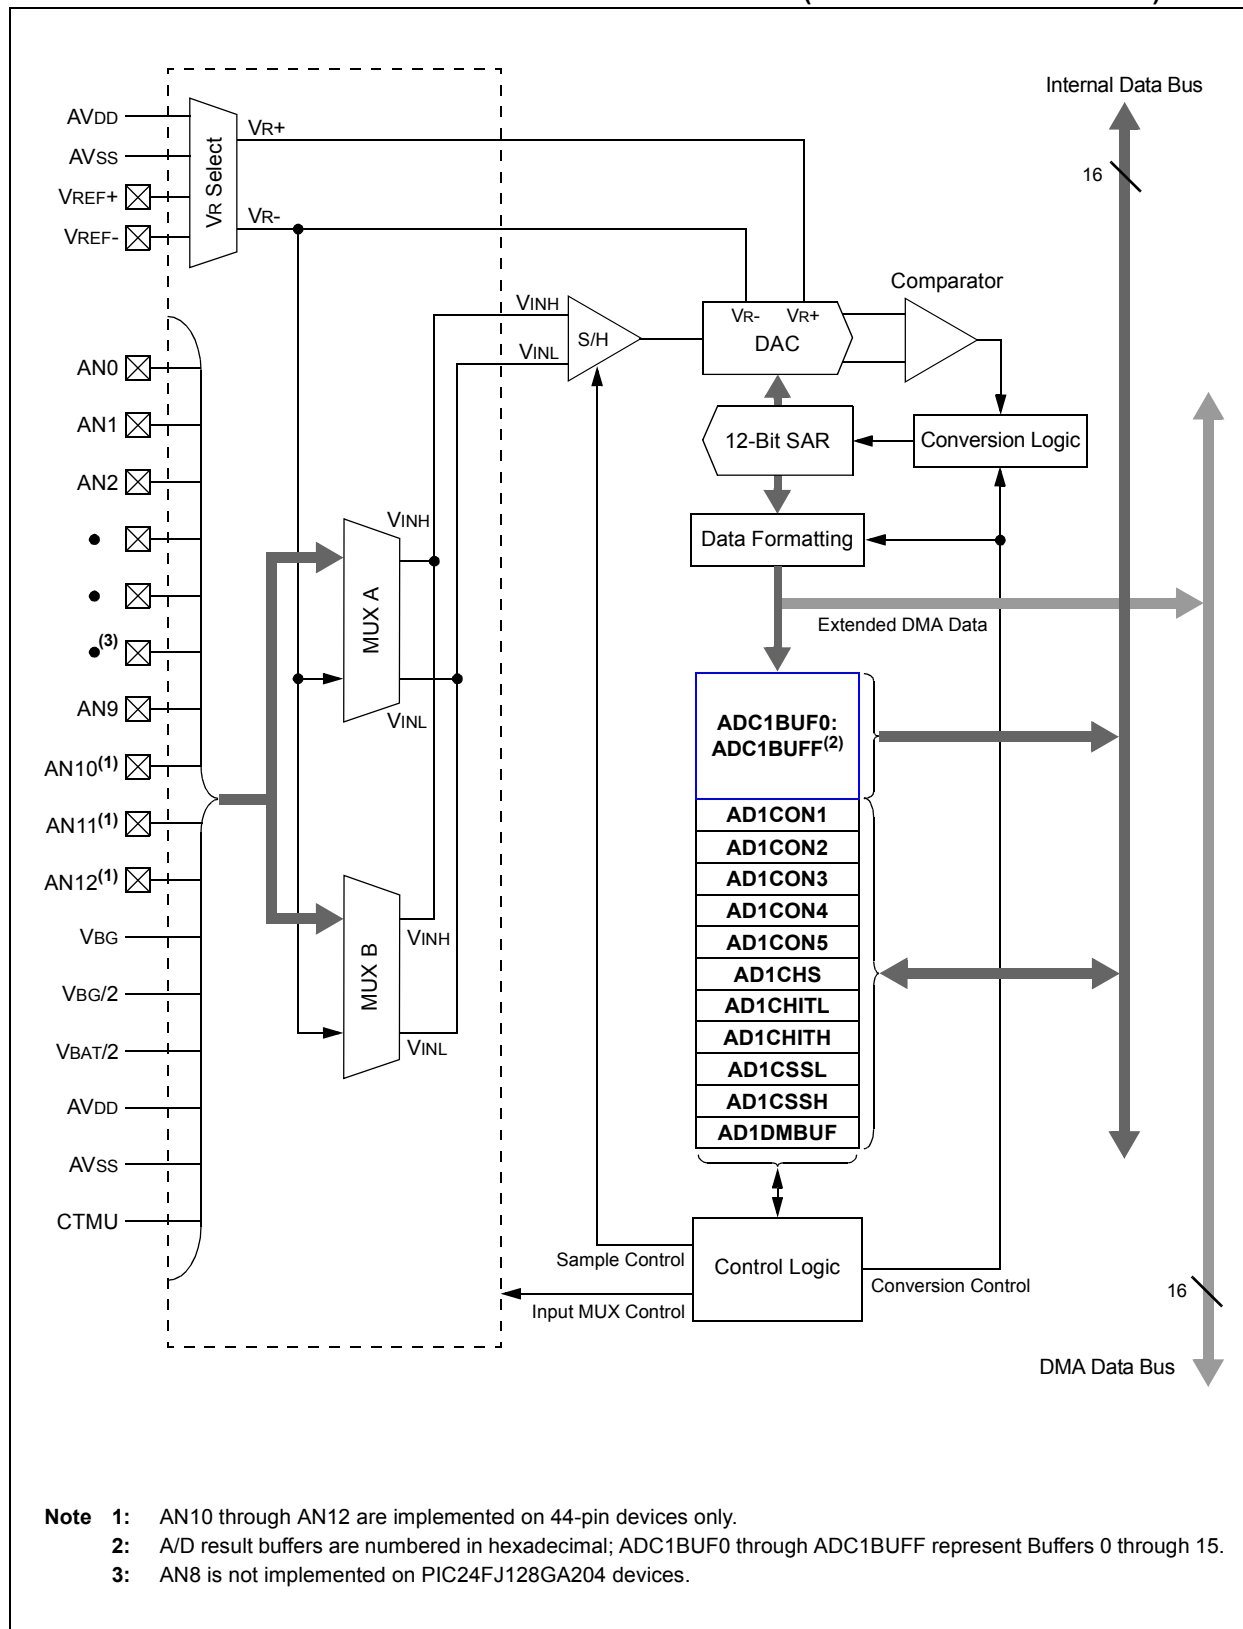 Internal Data Bus
AVDD
AVSS
VREF+
VREF-
VR Select
VR+
VR-
16
Comparator
VINH
VINL
S/H
VR- VR+
DAC
AN0
AN1
AN2
•
•
•(3)
AN9
AN10(1)
AN11(1)
AN12(1)
VBG
VBG/2
VBAT/2
AVDD
AVSS
CTMU
VINH
MUX A
VINL
MUX B
VINH
VINL
12-Bit SAR
Conversion Logic
Data Formatting
Extended DMA Data
ADC1BUF0:
ADC1BUFF(2)
AD1CON1
AD1CON2
AD1CON3
AD1CON4
AD1CON5
AD1CHS
AD1CHITL
AD1CHITH
AD1CSSL
AD1CSSH
AD1DMBUF
Sample Control
Control Logic
Conversion Control
Input MUX Control
16
DMA Data Bus
Note 1: AN10 through AN12 are implemented on 44-pin devices only.
2: A/D result buffers are numbered in hexadecimal; ADC1BUF0 through ADC1BUFF represent Buffers 0 through 15.
3: AN8 is not implemented on PIC24FJ128GA204 devices.